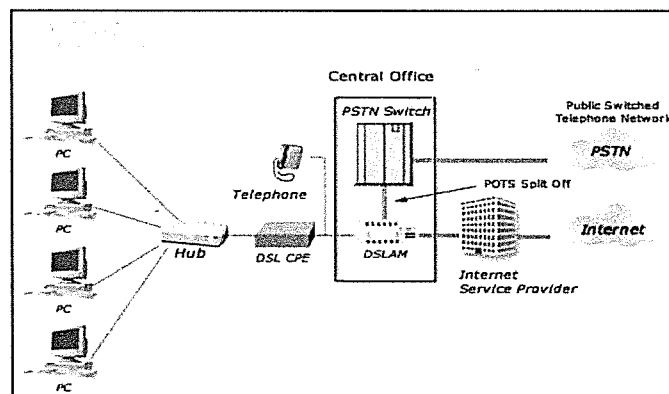 Central Office
PSTN Switch
Public Switched
Telephone Network
PSTN
POTS Split Off
Telephone
PC
PC
PC
PC
Hub
DSL CPE
DSLAM
Internet
Service Provider
Internet